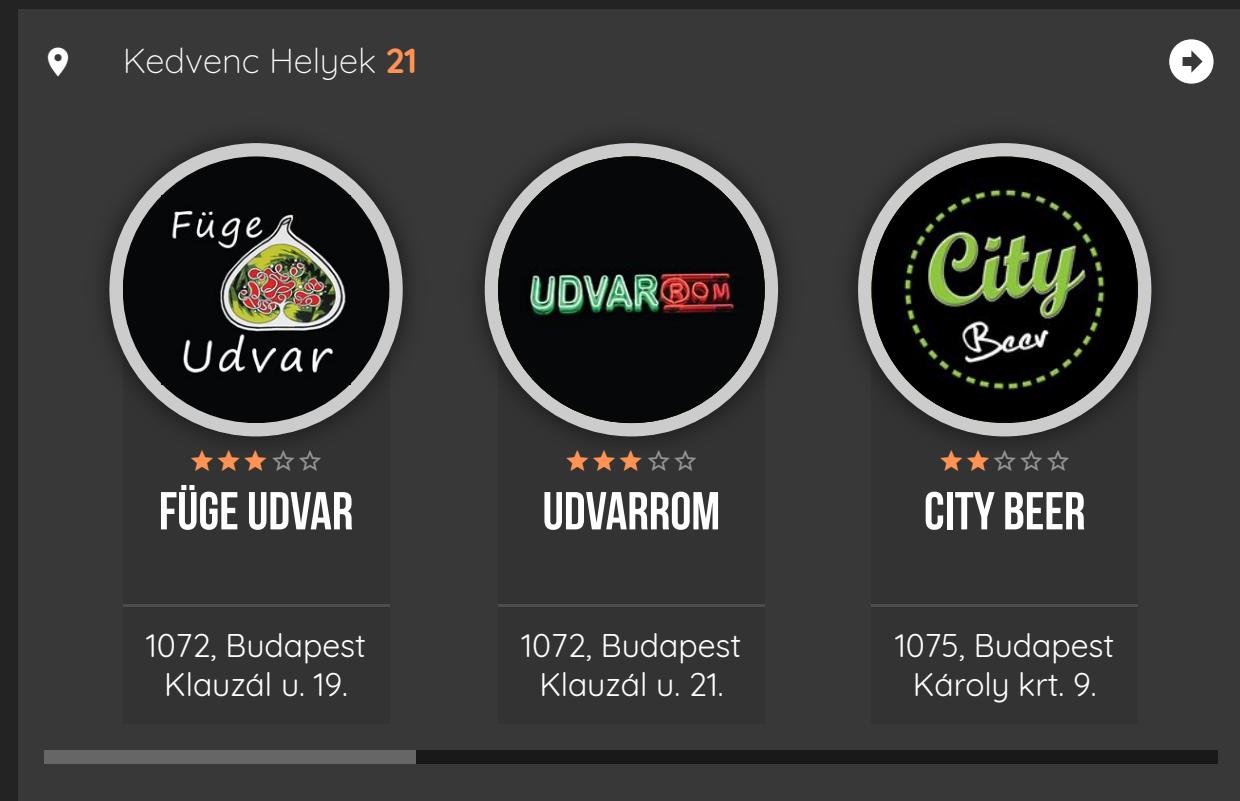 Kedvenc Helyek 21
Füge
Udvar
UDVARROM
City
Beer
FÜGE UDVAR
UDVARROM
CITY BEER
1072, Budapest
Klauzál u. 19.
1072, Budapest
Klauzál u. 21.
1075, Budapest
Károly krt. 9.